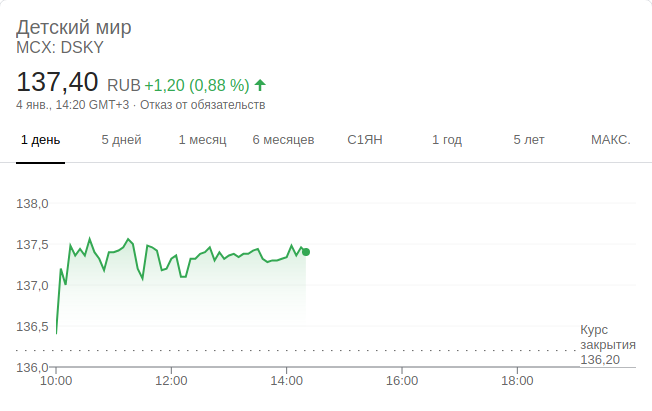 Детский мир
MCX: DSKY
137,40 RUB +1,20 (0,88 %)
4 янв., 14:20 GMT+3 · Отказ от обязательств
1 день 5 дней 1 месяц 6 месяцев С1ЯН 1 год 5 лет МАКС.
138,0
137,5
137,0
136,5
Курс
закрытия
136,20
136,0
10:00 12:00 14:00 16:00 18:00